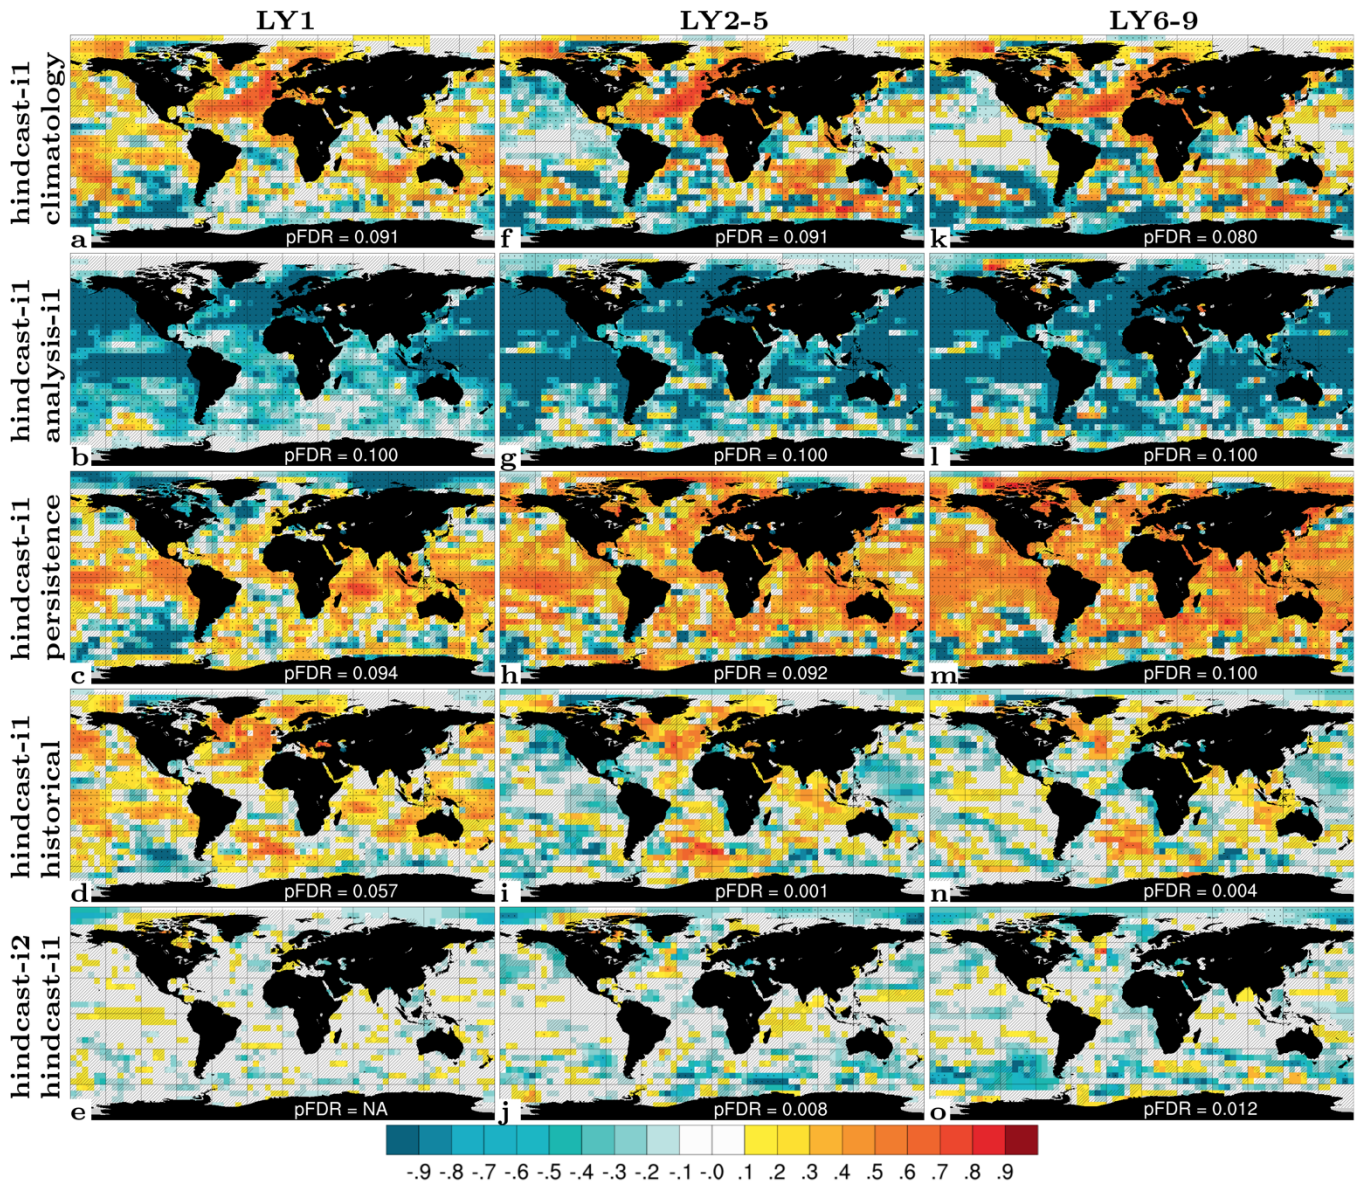 LY1 LY2-5 LY6-9
hindcast-i1
climatology
a pFDR = 0.091 f pFDR = 0.091 k pFDR = 0.080
hindcast-i1
analysis-i1
b pFDR = 0.100 g pFDR = 0.100 l pFDR = 0.100
hindcast-i1
persistence
c pFDR = 0.094 h pFDR = 0.092 m pFDR = 0.100
hindcast-i1
historical
d pFDR = 0.057 i pFDR = 0.001 n pFDR = 0.004
hindcast-i2
hindcast-i1
e pFDR = NA j pFDR = 0.008 o pFDR = 0.012
-.9 -.8 -.7 -.6 -.5 -.4 -.3 -.2 -.1 -.0 .1 .2 .3 .4 .5 .6 .7 .8 .9